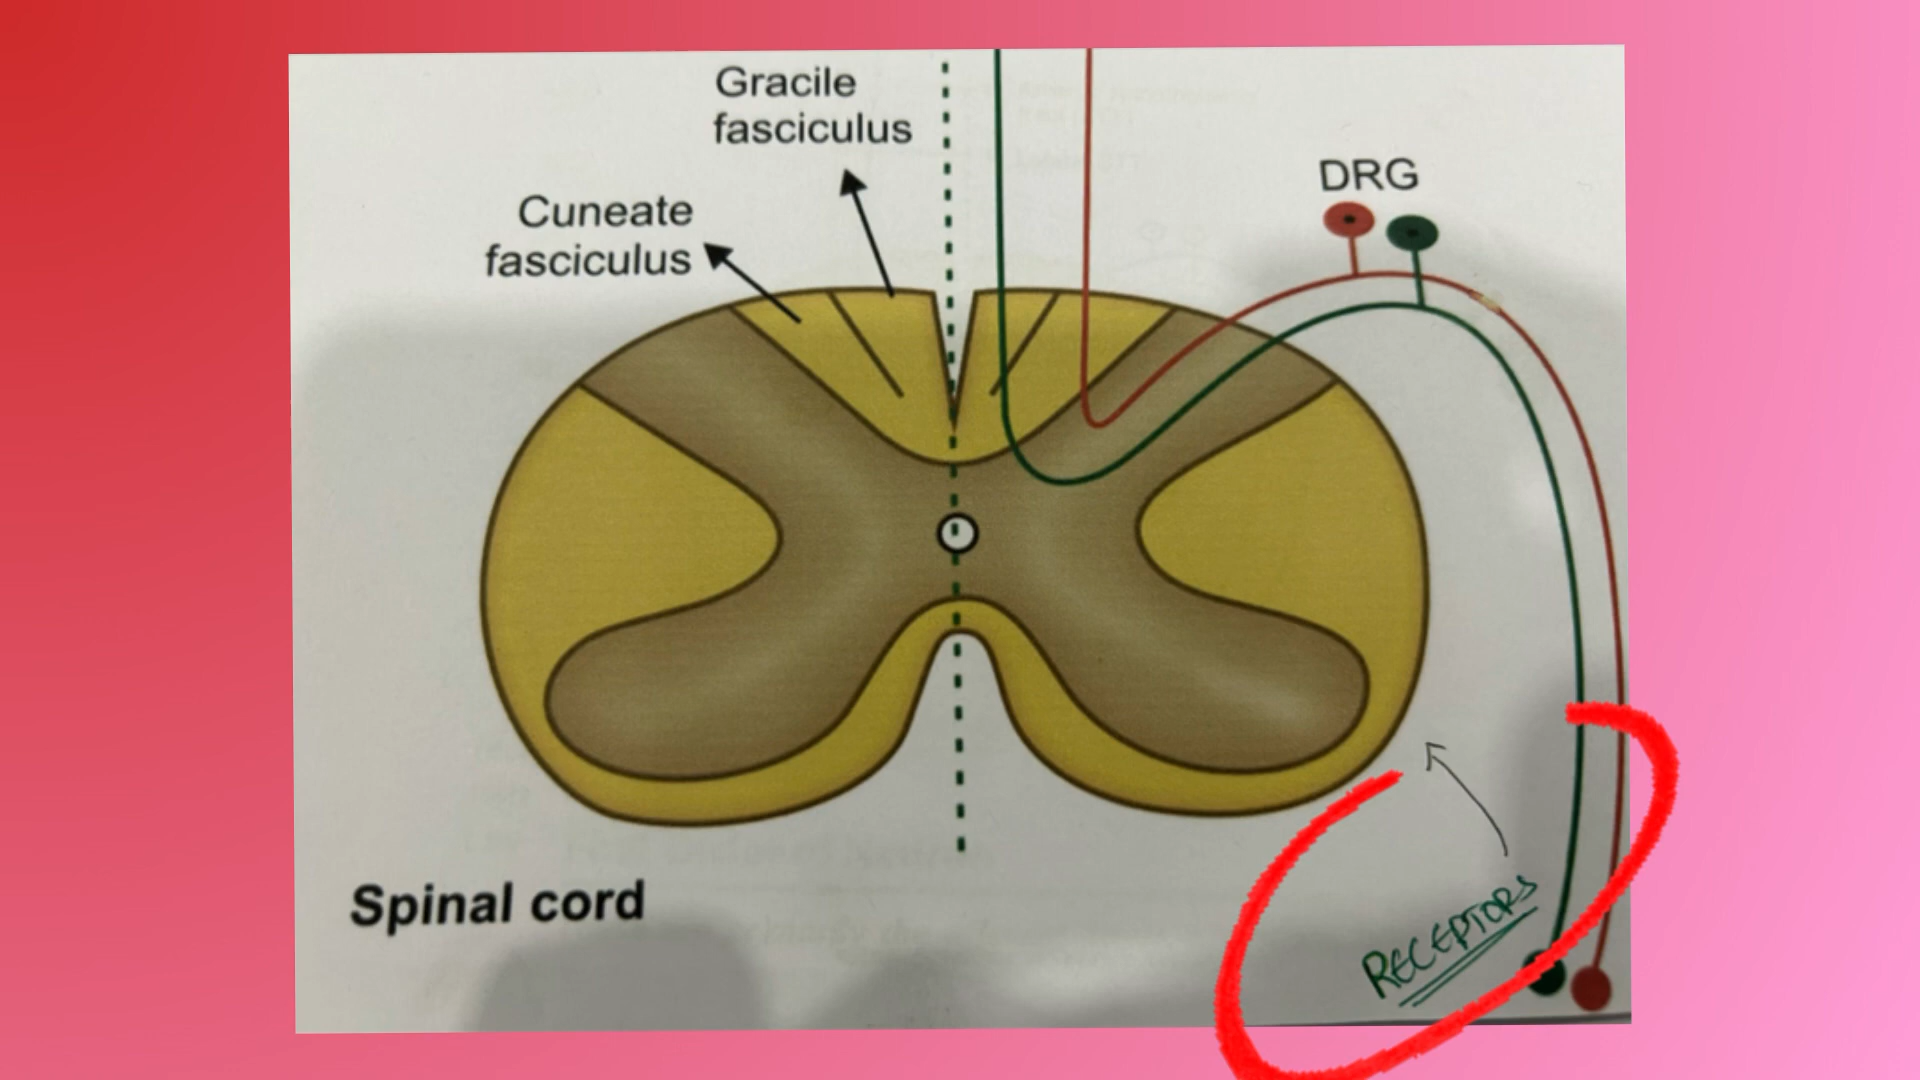 Gracile
fasciculus
Cuneate
fasciculus
DRG
Spinal cord
RECEPTORS